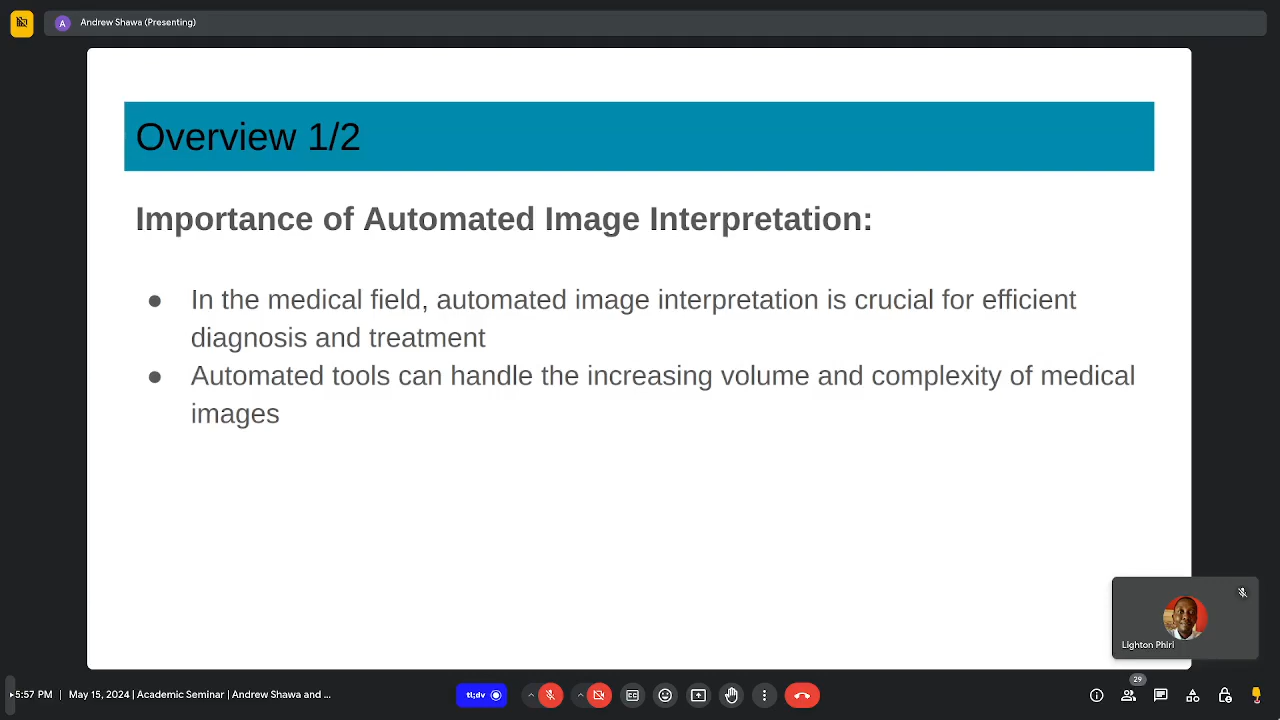 A Andrew Shawa (Presenting)
Overview 1/2
Importance of Automated Image Interpretation:
● In the medical field, automated image interpretation is crucial for efficient
diagnosis and treatment
● Automated tools can handle the increasing volume and complexity of medical
images
Lighton Phiri
5:57 PM | May 15, 2024 | Academic Seminar | Andrew Shawa and ...
tl;dv
29